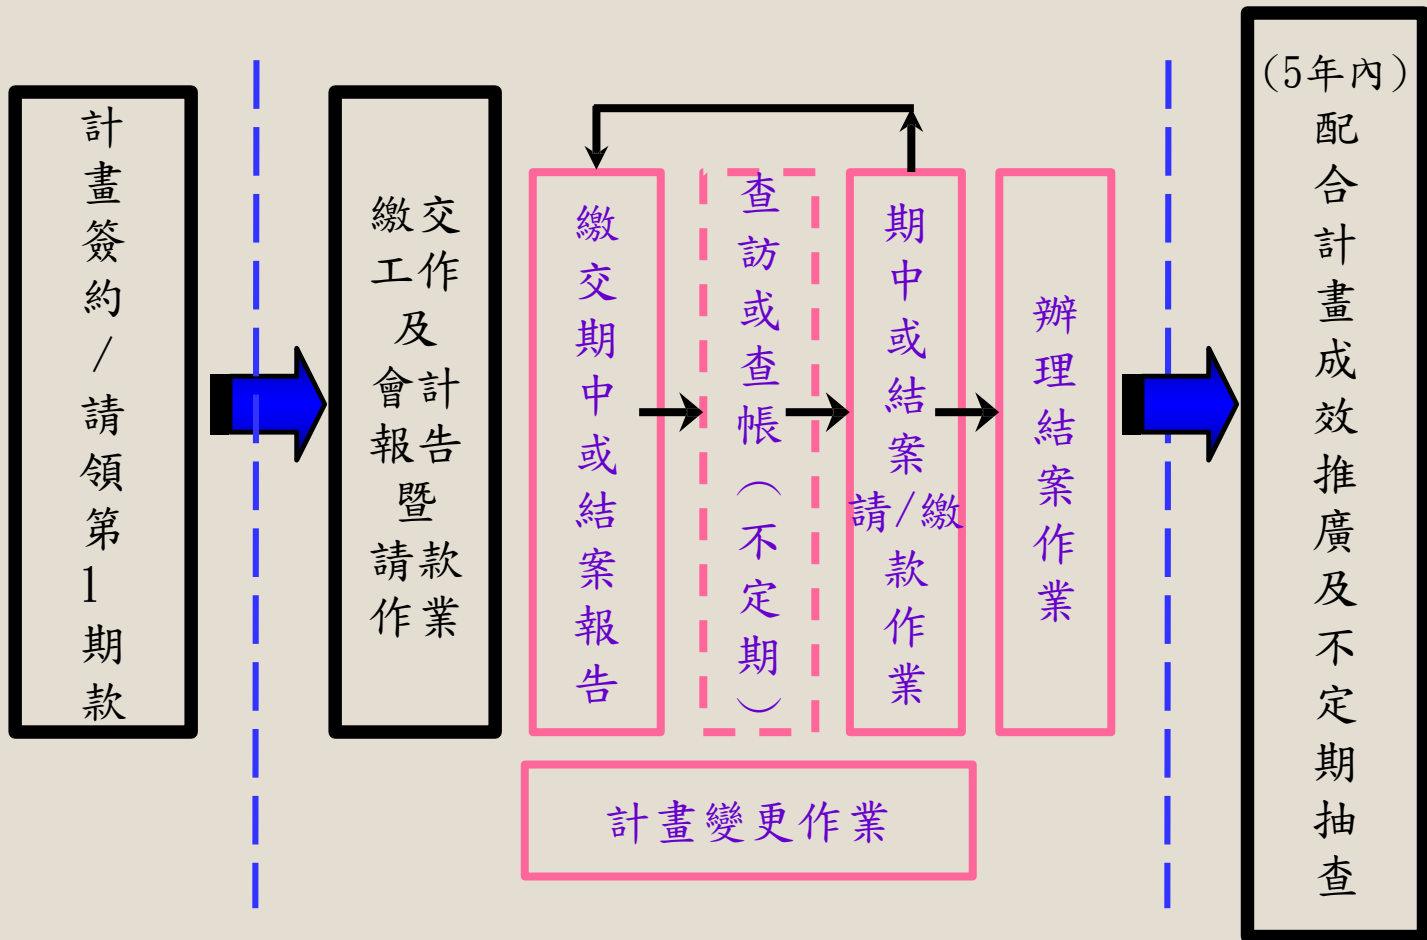 計畫簽約/請領第1期款
繳交
工作
及
會計
報告
暨
請款
作業
繳交期中或結案報告
查訪或查帳（不定期）
期中或結案請/繳款作業
辦理結案作業
計畫變更作業
(5年內)
配合計畫成效推廣及不定期抽查